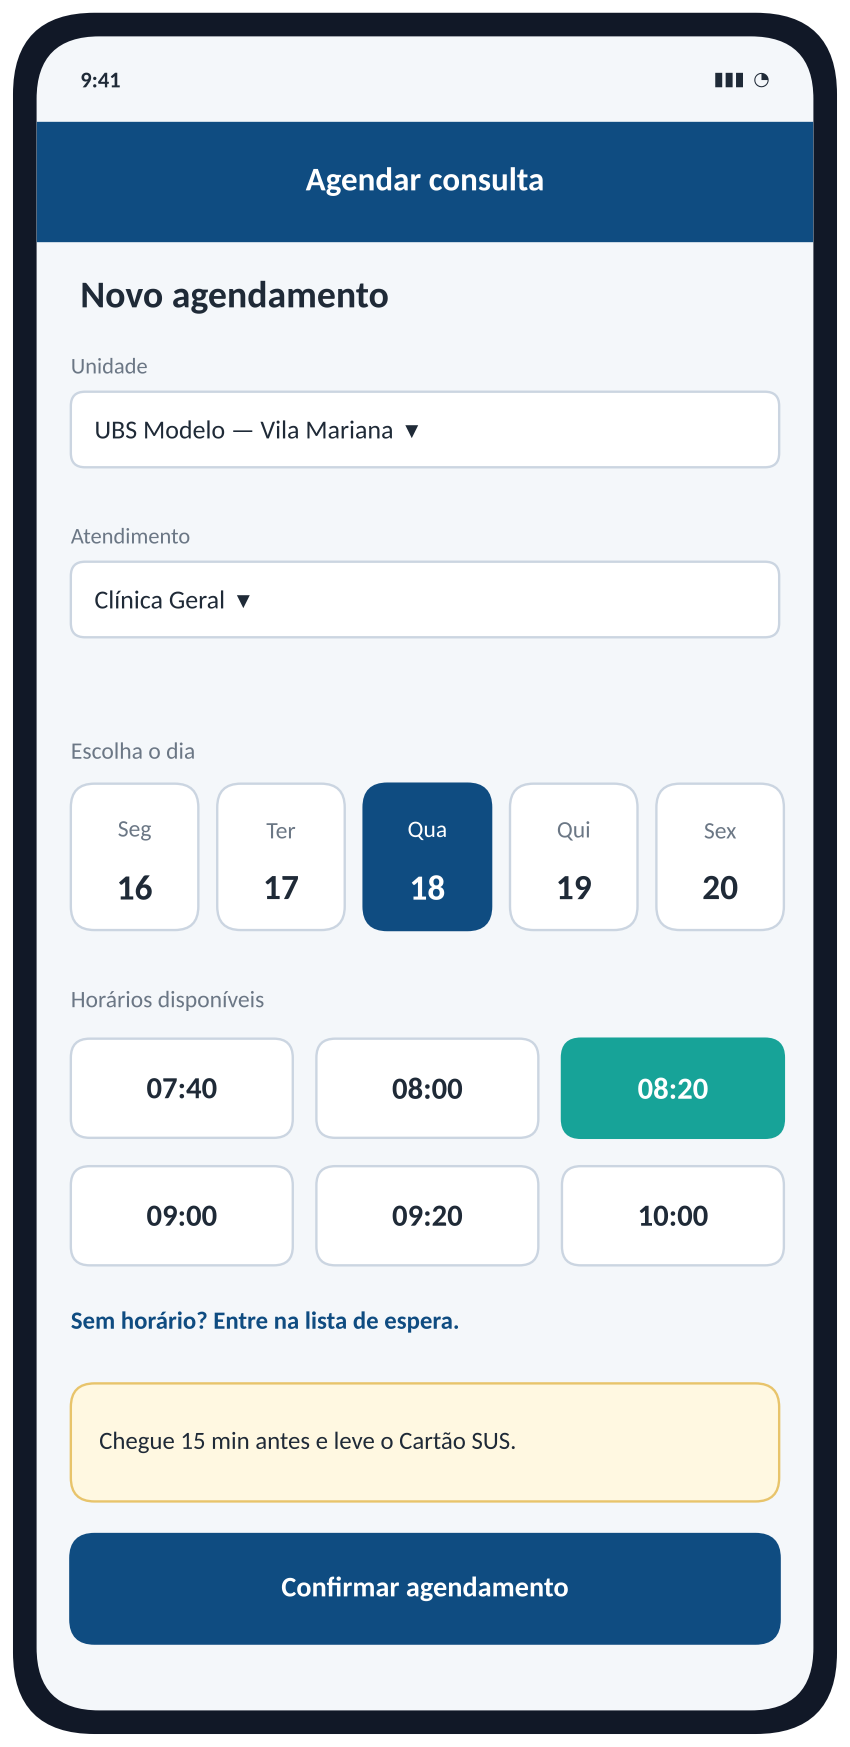 9:41
Agendar consulta
Novo agendamento
Unidade
UBS Modelo — Vila Mariana ▼
Atendimento
Clínica Geral ▼
Escolha o dia
Seg Ter Qua Qui Sex
16 17 18 19 20
Horários disponíveis
07:40 08:00 08:20
09:00 09:20 10:00
Sem horário? Entre na lista de espera.
Chegue 15 min antes e leve o Cartão SUS.
Confirmar agendamento